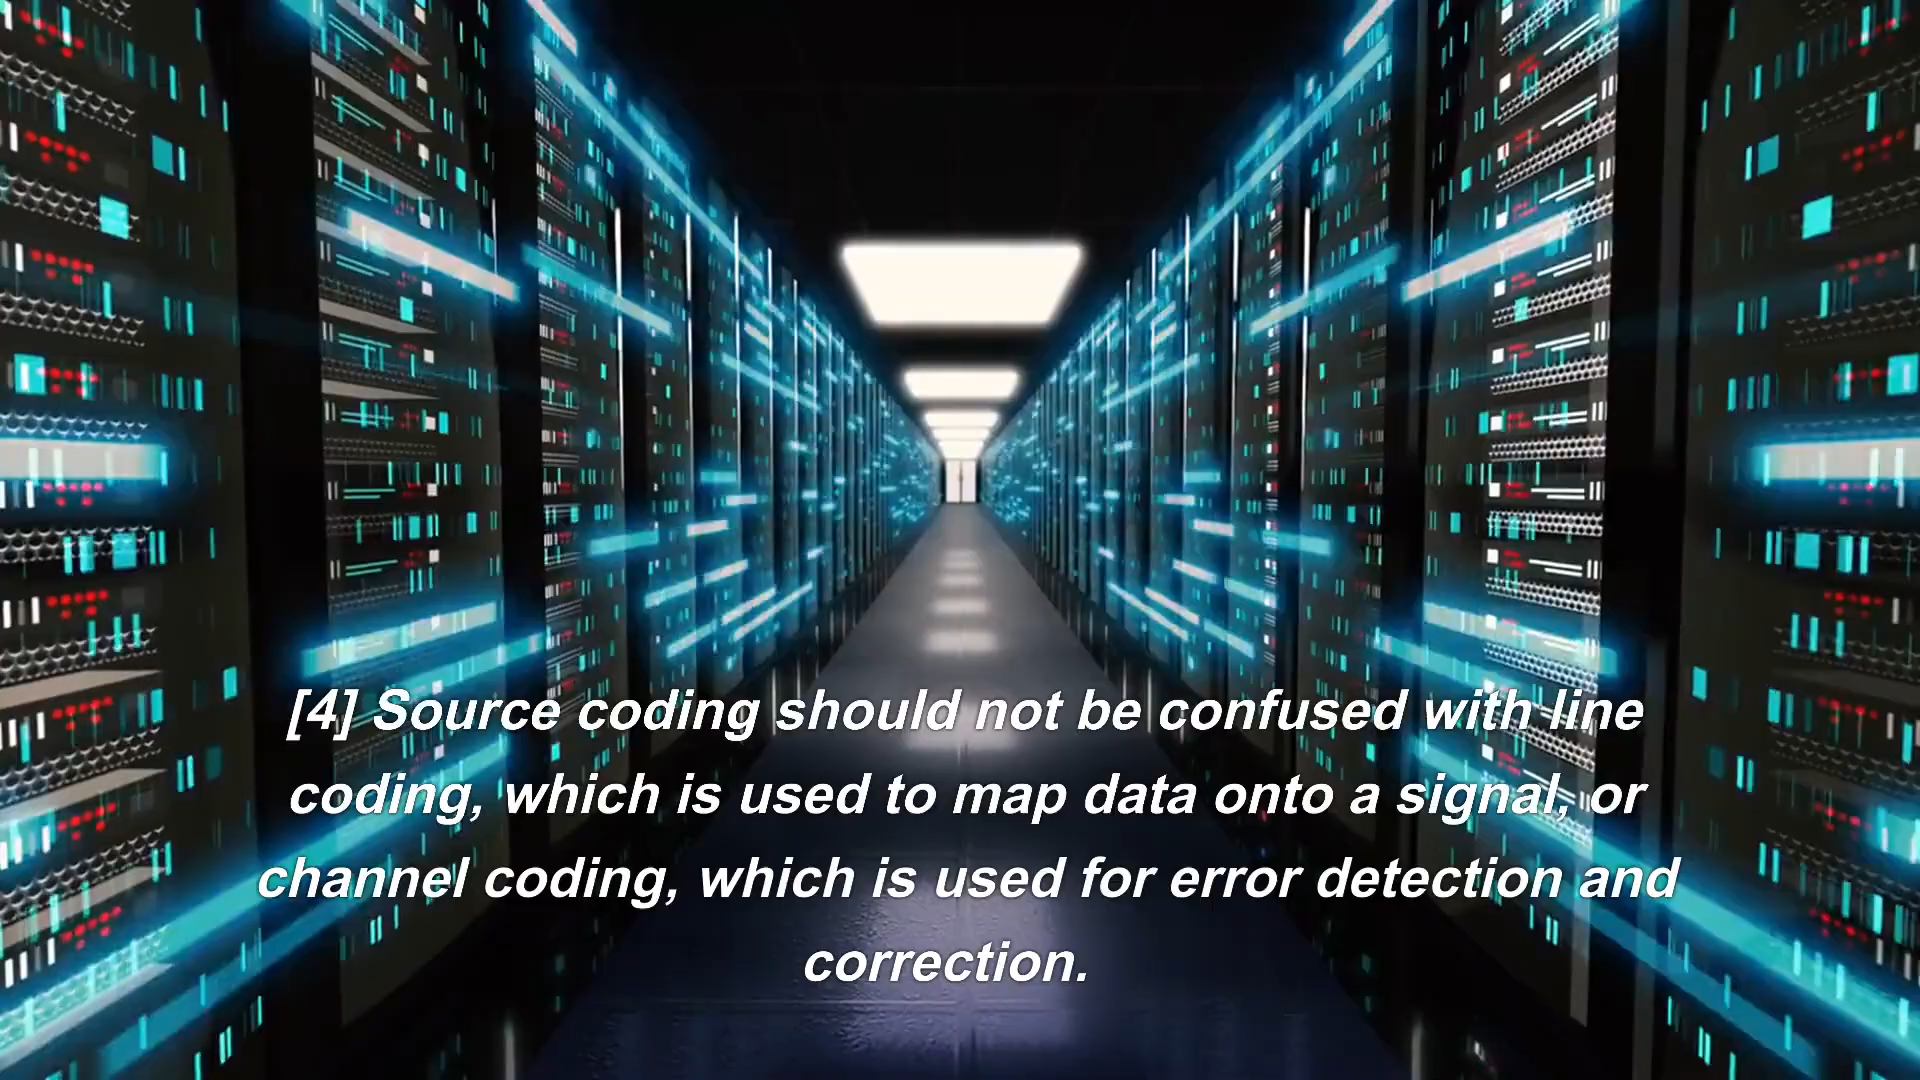 [4] Source coding should not be confused with line
coding, which is used to map data onto a signal, or
channel coding, which is used for error detection and
correction.